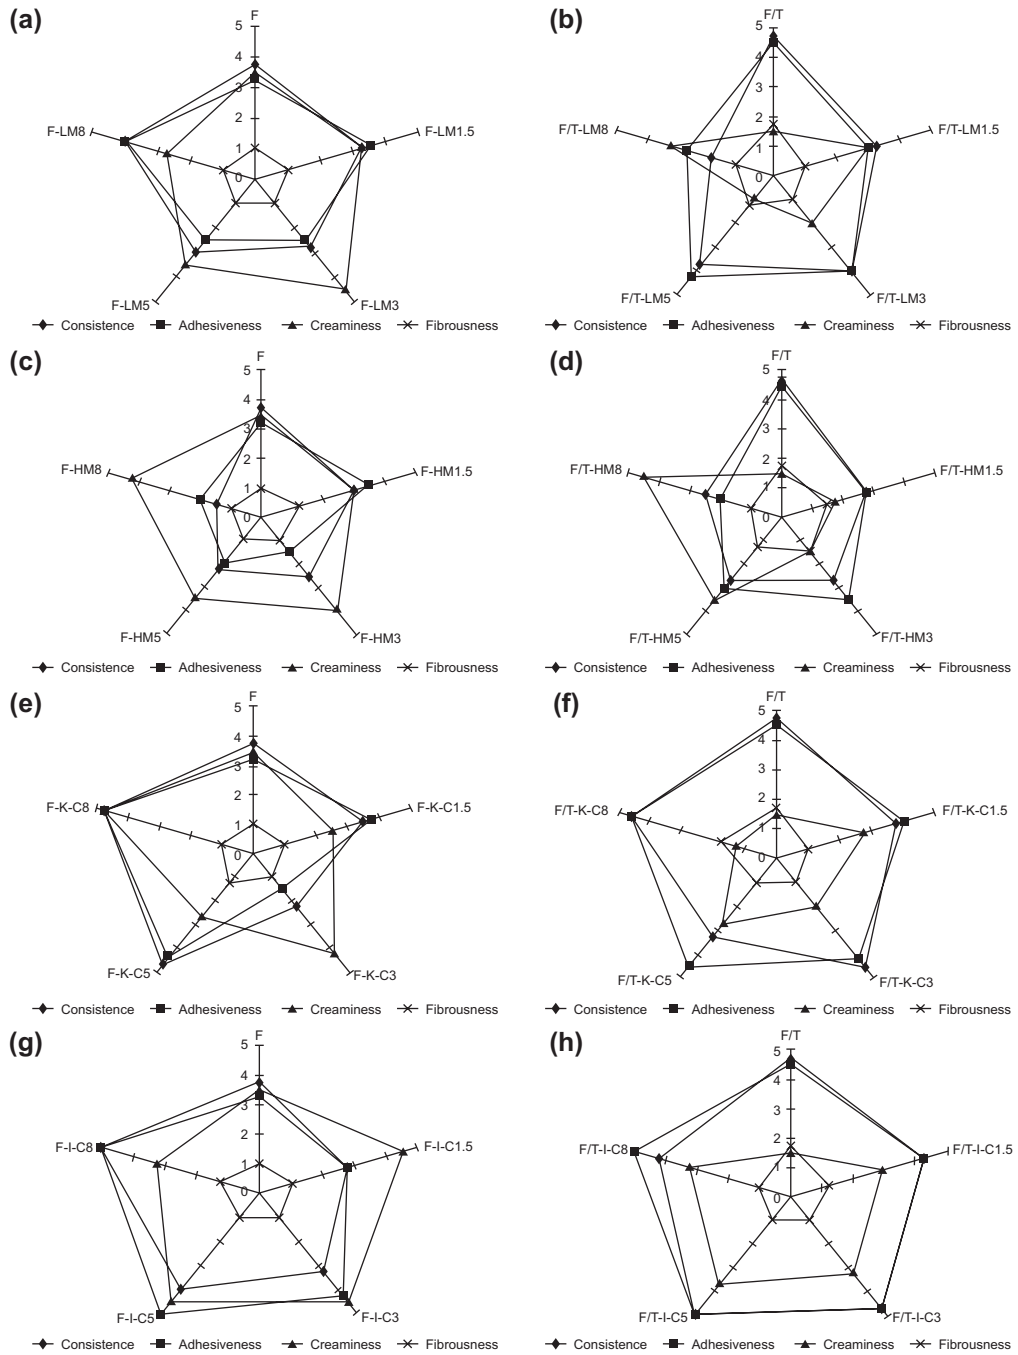 (a)
F
5
4
3
2
1
0
F-LM8
F-LM1.5
F-LM5
F-LM3
Consistence Adhesiveness Creaminess Fibrousness
(b)
F/T
5
4
3
2
1
0
F/T-LM8
F/T-LM1.5
F/T-LM5
F/T-LM3
Consistence Adhesiveness Creaminess Fibrousness
(c)
F
5
4
3
2
1
0
F-HM8
F-HM1.5
F-HM5
F-HM3
Consistence Adhesiveness Creaminess Fibrousness
(d)
F/T
5
4
3
2
1
0
F/T-HM8
F/T-HM1.5
F/T-HM5
F/T-HM3
Consistence Adhesiveness Creaminess Fibrousness
(e)
F
5
4
3
2
1
0
F-K-C8
F-K-C1.5
F-K-C5
F-K-C3
Consistence Adhesiveness Creaminess Fibrousness
(f)
F/T
5
4
3
2
1
0
F/T-K-C8
F/T-K-C1.5
F/T-K-C5
F/T-K-C3
Consistence Adhesiveness Creaminess Fibrousness
(g)
F
5
4
3
2
1
0
F-I-C8
F-I-C1.5
F-I-C5
F-I-C3
Consistence Adhesiveness Creaminess Fibrousness
(h)
F/T
5
4
3
2
1
0
F/T-I-C8
F/T-I-C1.5
F/T-I-C5
F/T-I-C3
Consistence Adhesiveness Creaminess Fibrousness